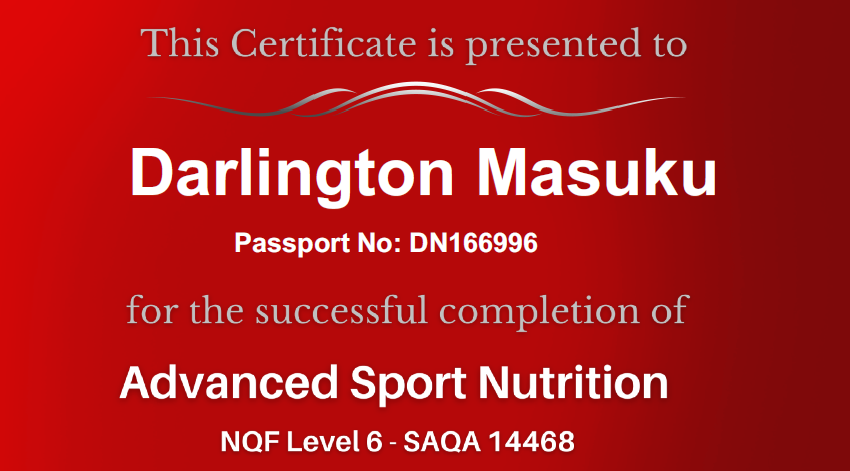 This Certificate is presented to
Darlington Masuku
Passport No: DN166996
for the successful completion of
Advanced Sport Nutrition
NQF Level 6 - SAQA 14468